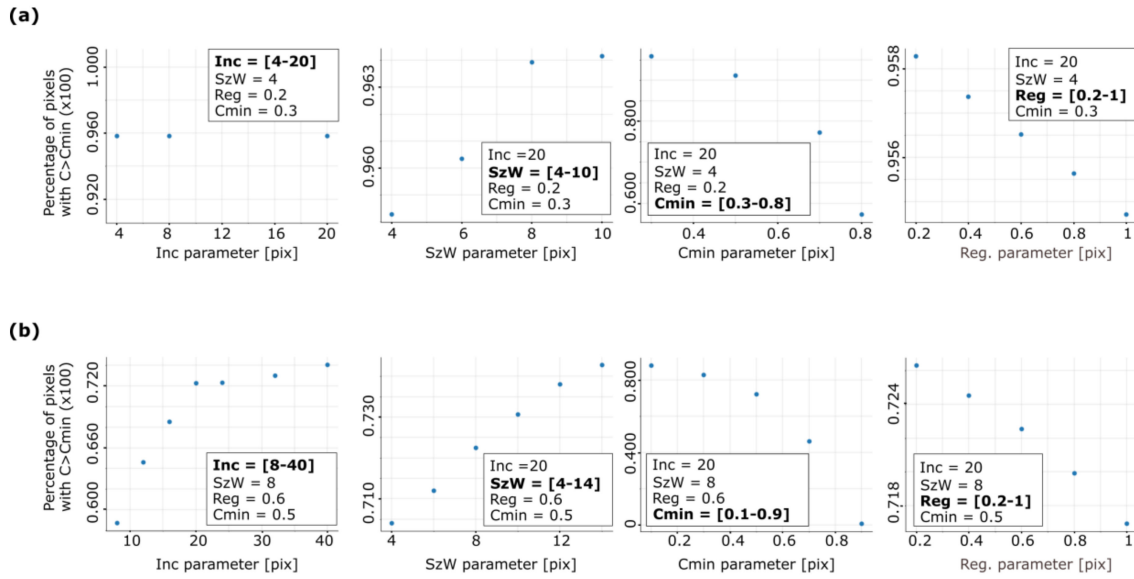 (a)
Percentage of pixels
with C>Cmin (x100)
1.000
0.960
0.920
Inc = [4-20]
SzW = 4
Reg = 0.2
Cmin = 0.3
4 8 12 16 20
Inc parameter [pix]
0.963
0.960
Inc =20
SzW = [4-10]
Reg = 0.2
Cmin = 0.3
4 6 8 10
SzW parameter [pix]
0.800
0.600
Inc = 20
SzW = 4
Reg = 0.2
Cmin = [0.3-0.8]
0.4 0.6 0.8
Cmin parameter [pix]
0.958
0.956
Inc = 20
SzW = 4
Reg = [0.2-1]
Cmin = 0.3
0.2 0.4 0.6 0.8 1
Reg. parameter [pix]
(b)
Percentage of pixels
with C>Cmin (x100)
0.720
0.660
0.600
Inc = [8-40]
SzW = 8
Reg = 0.6
Cmin = 0.5
10 20 30 40
Inc parameter [pix]
0.730
0.710
Inc =20
SzW = [4-14]
Reg = 0.6
Cmin = 0.5
4 8 12
SzW parameter [pix]
0.800
0.400
0
Inc = 20
SzW = 8
Reg = 0.6
Cmin = [0.1-0.9]
0 0.2 0.4 0.6 0.8
Cmin parameter [pix]
0.724
0.718
Inc = 20
SzW = 8
Reg = [0.2-1]
Cmin = 0.5
0.2 0.4 0.6 0.8 1
Reg. parameter [pix]